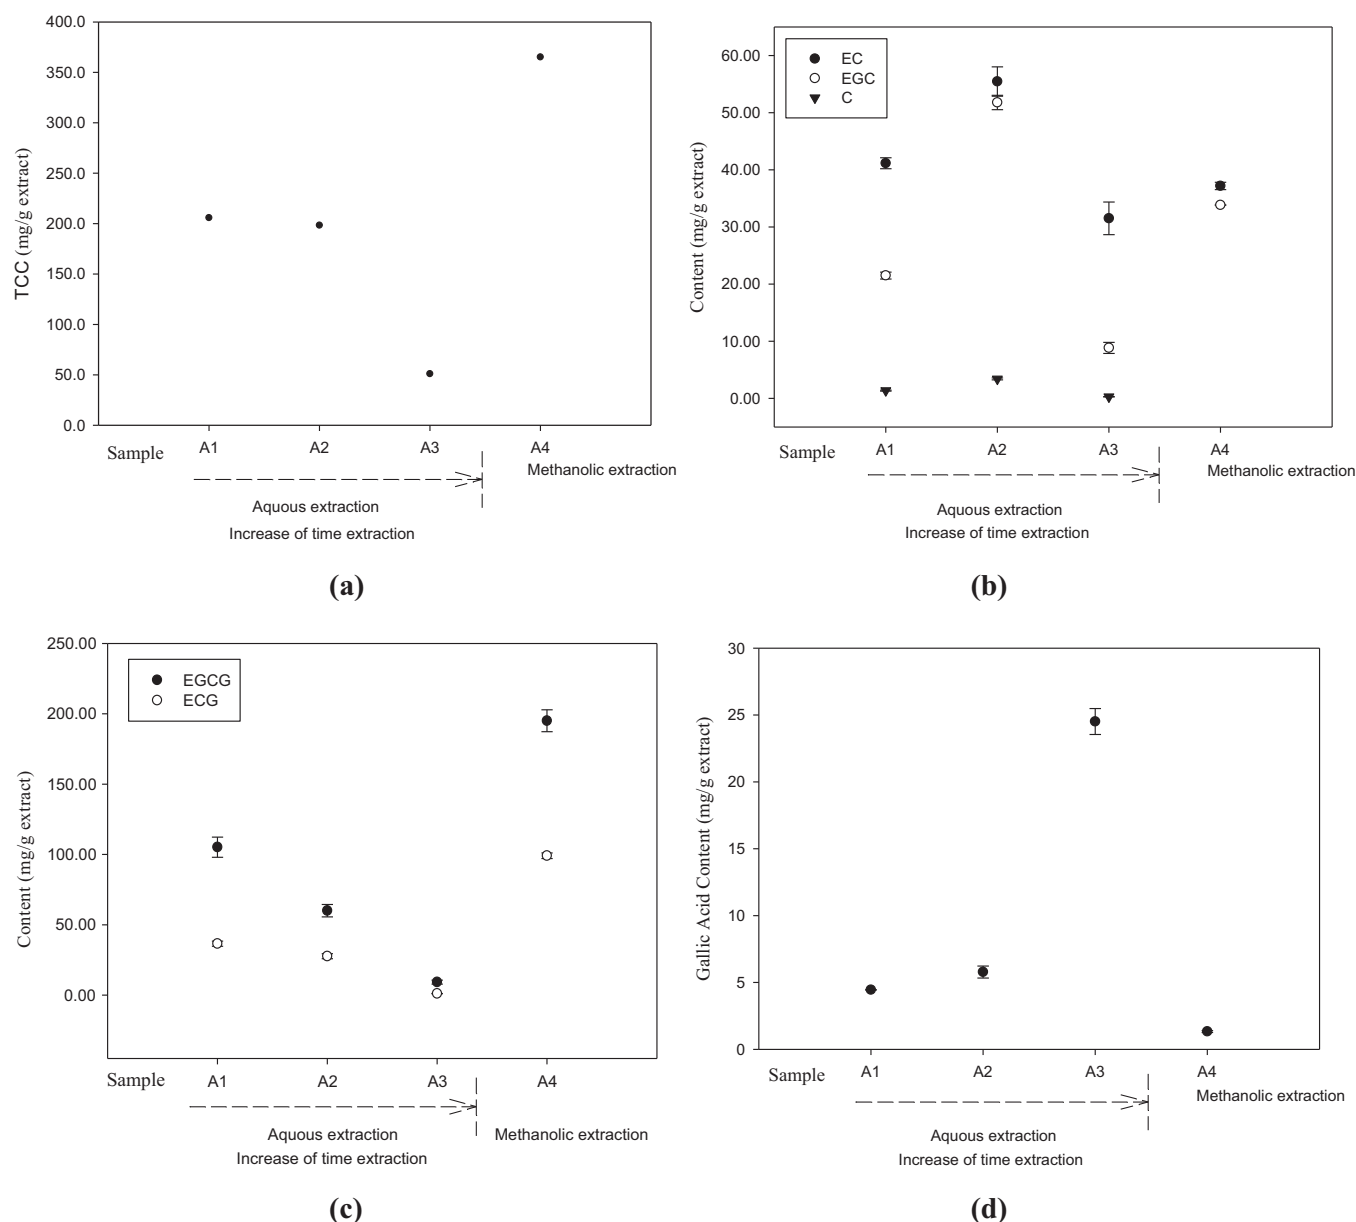 400.0
350.0
300.0
250.0
200.0
150.0
100.0
50.0
0.0
TCC (mg/g extract)
Sample A1 A2 A3 A4
Methanolic extraction
Aquous extraction
Increase of time extraction
(a)
EC
EGC
C
60.00
50.00
40.00
30.00
20.00
10.00
0.00
Content (mg/g extract)
Sample A1 A2 A3 A4
Methanolic extraction
Aquous extraction
Increase of time extraction
(b)
250.00
200.00
150.00
100.00
50.00
0.00
EGCG
ECG
Content (mg/g extract)
Sample A1 A2 A3 A4
Aquous extraction Methanolic extraction
Increase of time extraction
(c)
30
25
20
15
10
5
0
Gallic Acid Content (mg/g extract)
Sample A1 A2 A3 A4
Methanolic extraction
Aquous extraction
Increase of time extraction
(d)